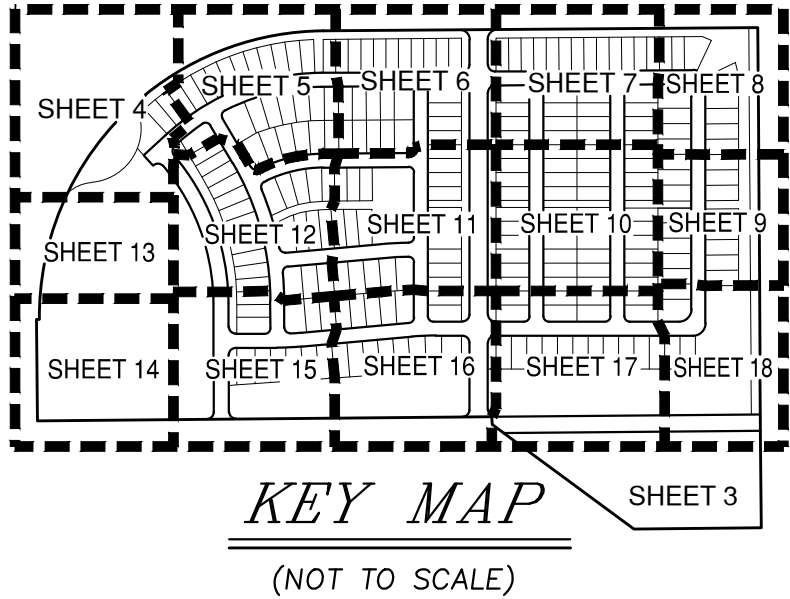 SHEET 4
SHEET 5
SHEET 6
SHEET 7
SHEET 8
SHEET 13
SHEET 12
SHEET 11
SHEET 10
SHEET 9
SHEET 14
SHEET 15
SHEET 16
SHEET 17
SHEET 18
SHEET 3
KEY MAP
(NOT TO SCALE)